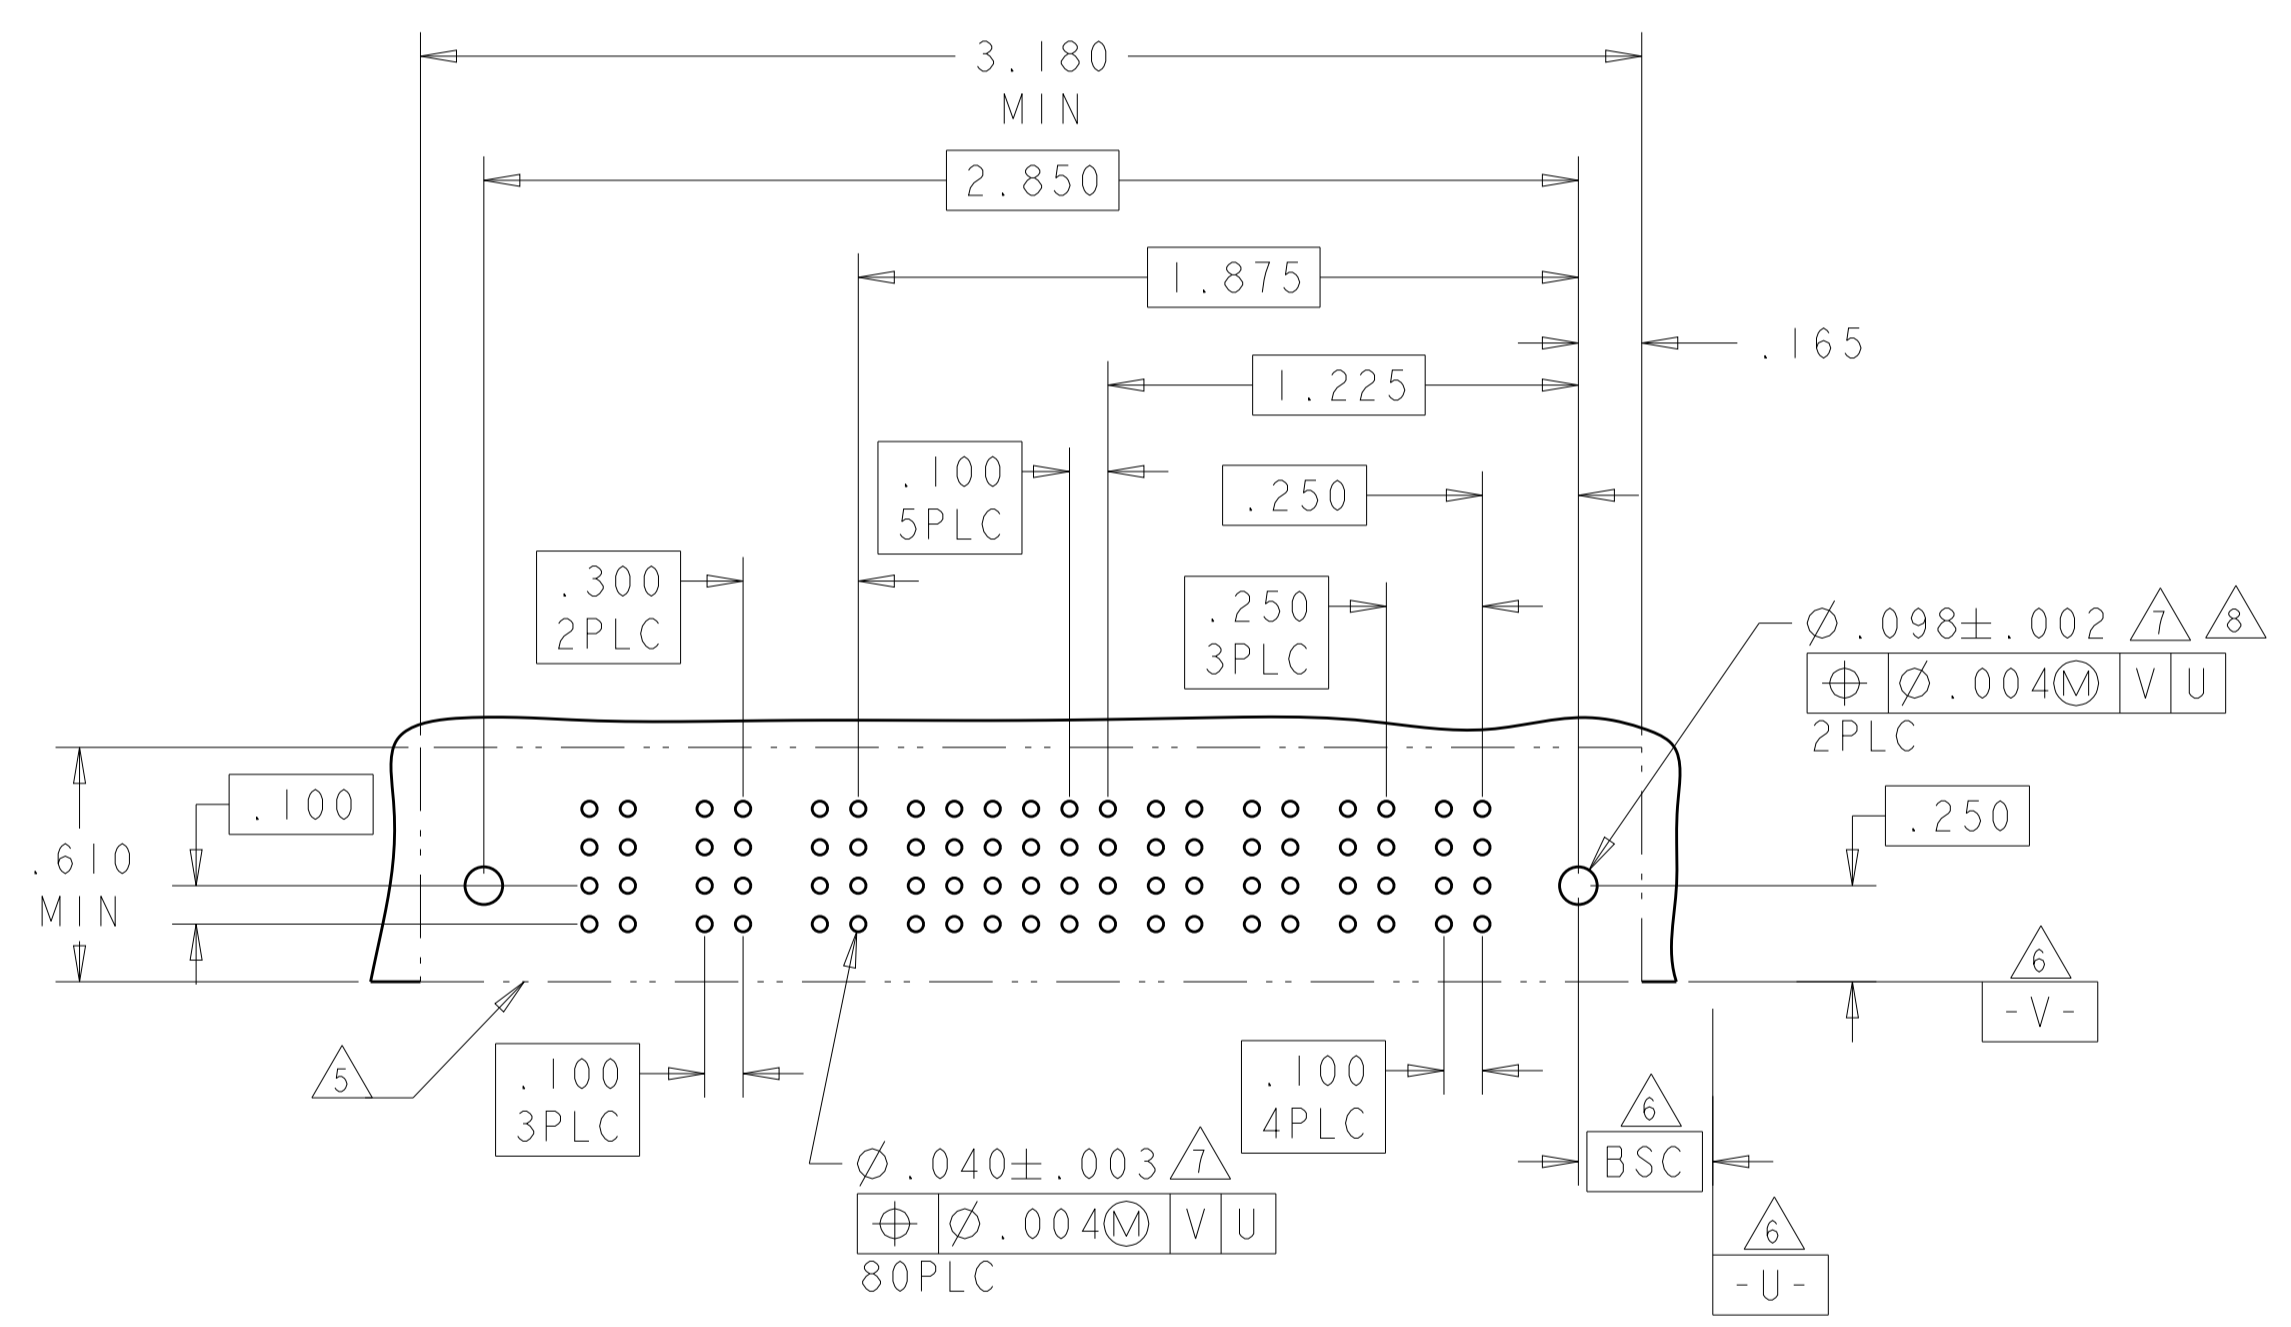 3.180
MIN
2.850
1.875
.165
1.225
.100
5PLC
.250
.300
2PLC
.250
3PLC
Ø.098±.002 7 8
⌖ Ø.004Ⓜ V U
2PLC
.100
.250
.610
MIN
6
-V-
5
.100
3PLC
.100
4PLC
6
BSC
Ø.040±.003 7
⌖ Ø.004Ⓜ V U
80PLC
6
-U-